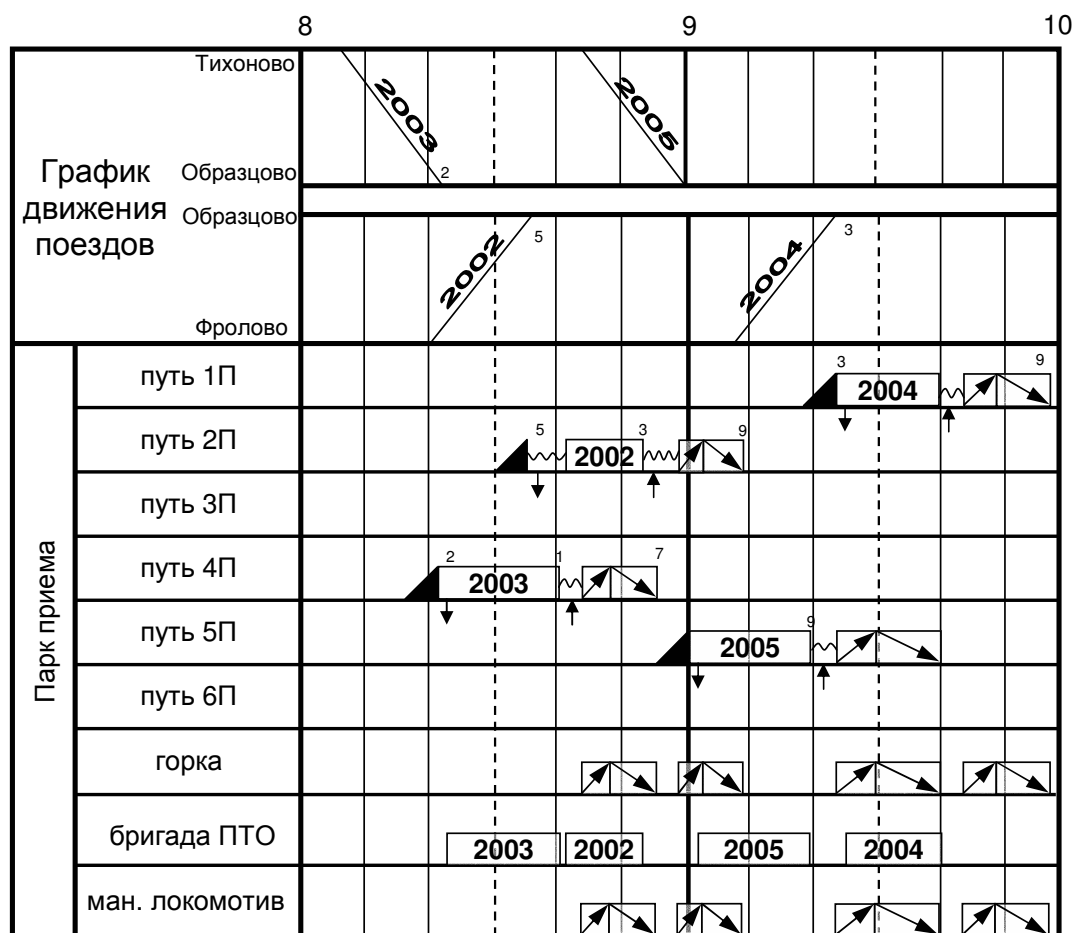 8 9 10
Тихоново
2003 2005
График движения поездов
Образцово
2
Образцово
5 3
2002 2004
Фролово
Парк приема
путь 1П
3 9
2004
путь 2П
5 3 9
2002
путь 3П
путь 4П
2 1 7
2003
путь 5П
9
2005
путь 6П
горка
бригада ПТО
2003 2002 2005 2004
ман. локомотив